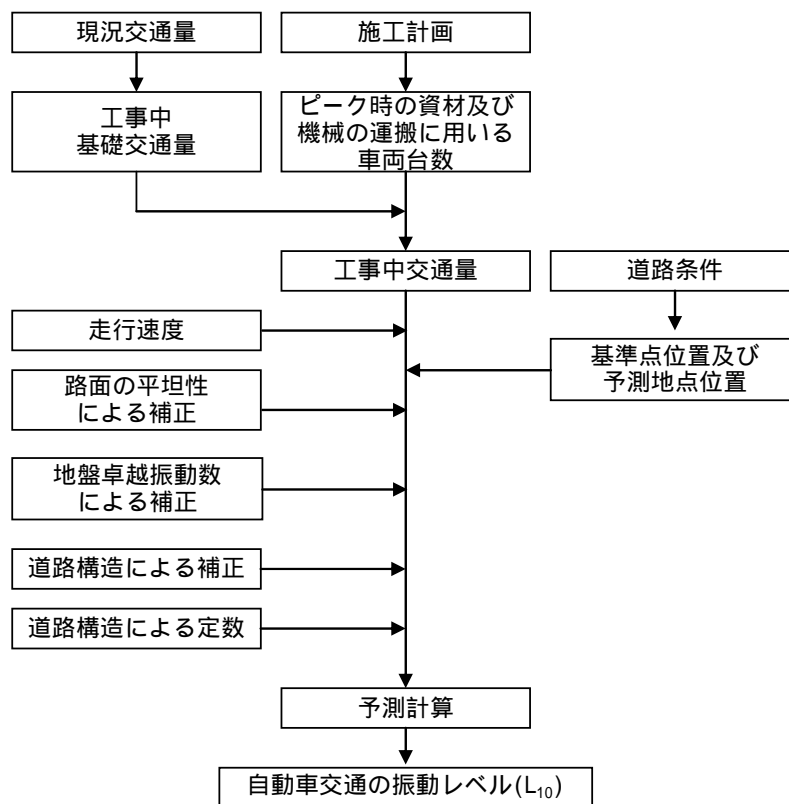 現況交通量
施工計画
工事中
基礎交通量
ピーク時の資材及び
機械の運搬に用いる
車両台数
工事中交通量
道路条件
走行速度
基準点位置及び
予測地点位置
路面の平坦性
による補正
地盤卓越振動数
による補正
道路構造による補正
道路構造による定数
予測計算
自動車交通の振動レベル(L₁₀)